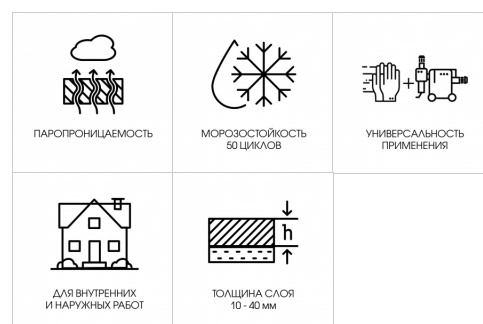 ПАРОПРОНИЦАЕМОСТЬ
МОРОЗОСТОЙКОСТЬ
50 ЦИКЛОВ
УНИВЕРСАЛЬНОСТЬ
ПРИМЕНЕНИЯ
h
ДЛЯ ВНУТРЕННИХ
И НАРУЖНЫХ РАБОТ
ТОЛЩИНА СЛОЯ
10 - 40 мм